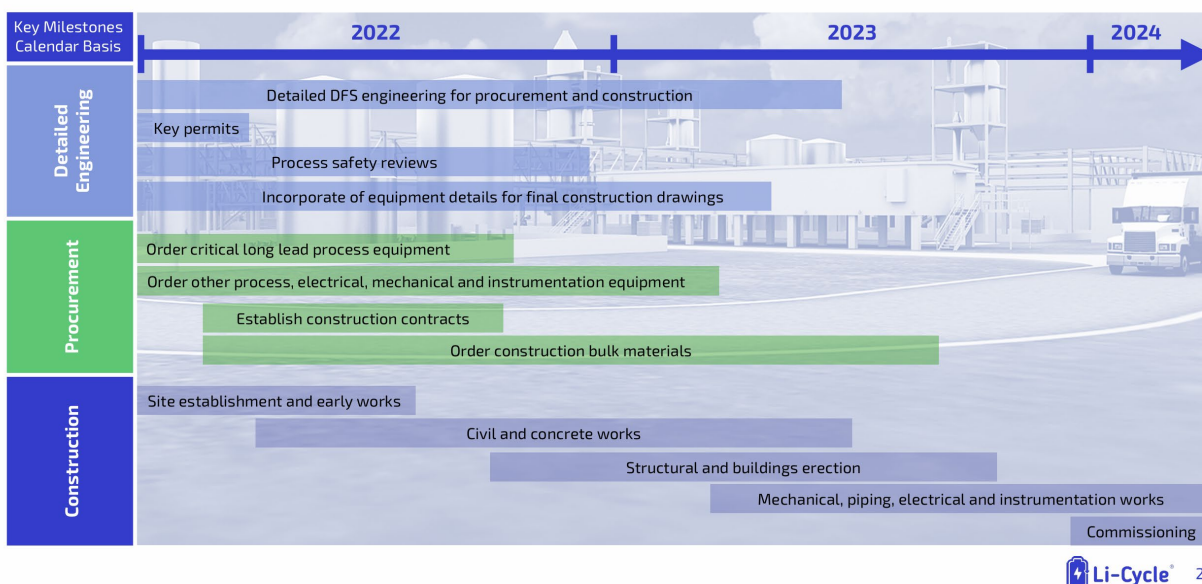 Key Milestones
Calendar Basis
2022
2023
2024
Detailed
Engineering
Detailed DFS engineering for procurement and construction
Key permits
Process safety reviews
Incorporate of equipment details for final construction drawings
Procurement
Order critical long lead process equipment
Order other process, electrical, mechanical and instrumentation equipment
Establish construction contracts
Order construction bulk materials
Construction
Site establishment and early works
Civil and concrete works
Structural and buildings erection
Mechanical, piping, electrical and instrumentation works
Commissioning
Li-Cycle®
2